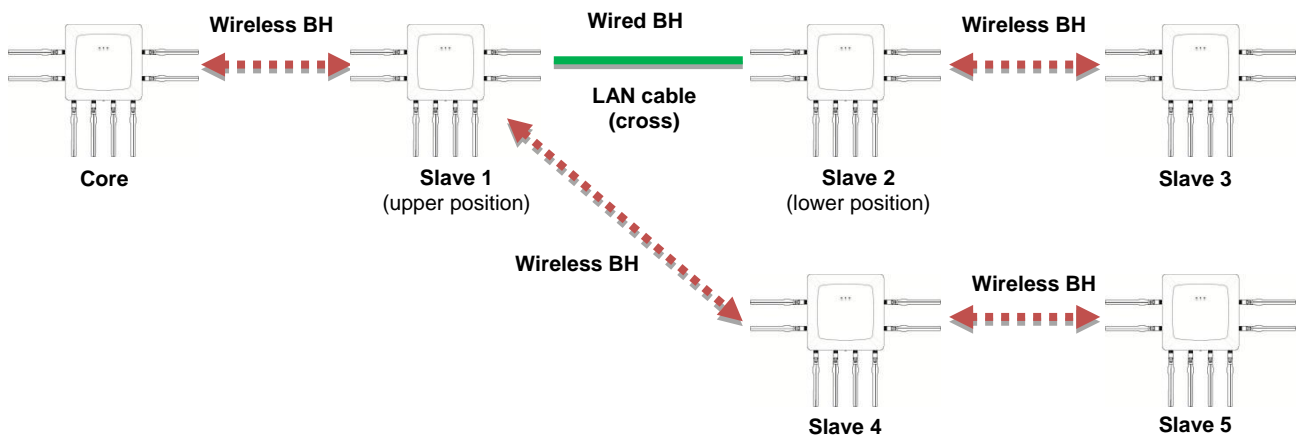 Wireless BH
Wired BH
Wireless BH
LAN cable
(cross)
Core
Slave 1
(upper position)
Slave 2
(lower position)
Slave 3
Wireless BH
Wireless BH
Slave 4
Slave 5